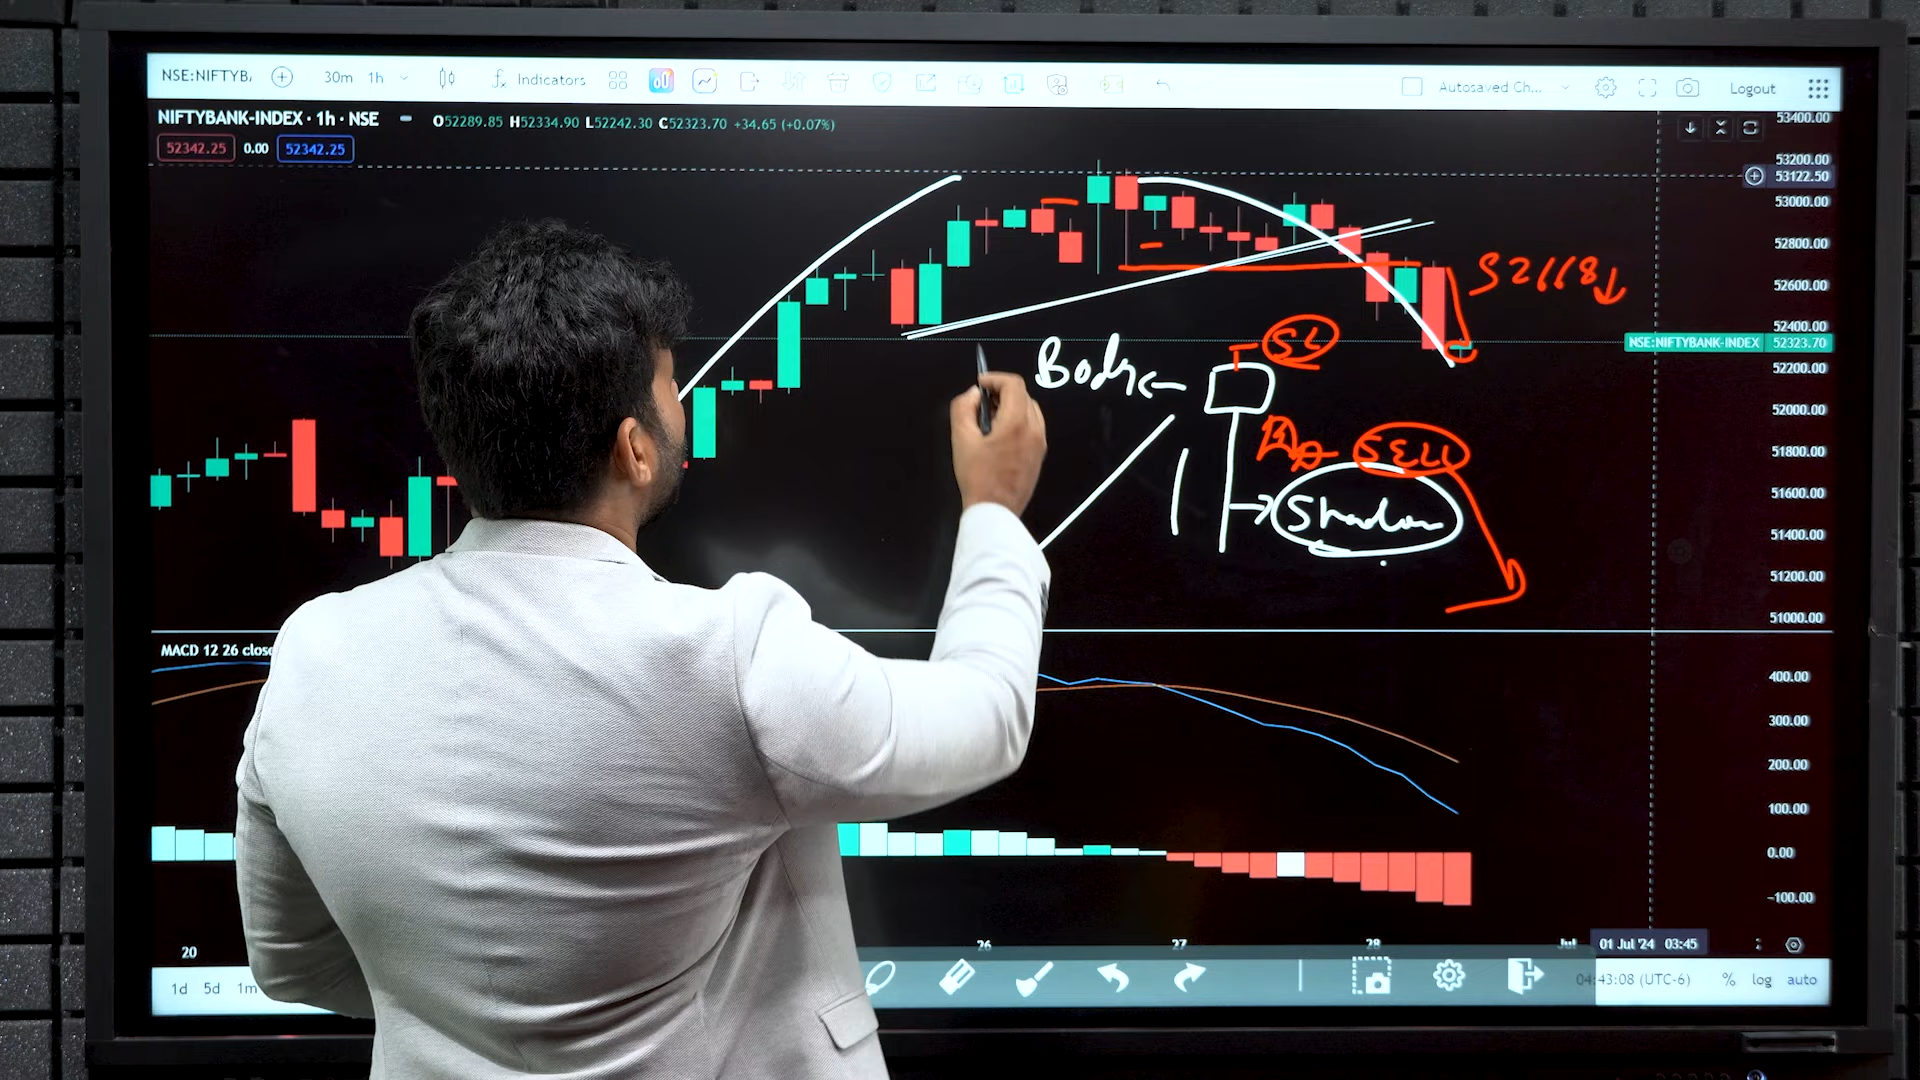 NSE:NIFTYB
30m 1h
Indicators
Autosaved Ch...
Logout
NIFTYBANK-INDEX · 1h · NSE
O52289.85 H52334.90 L52242.30 C52323.70 +34.65 (+0.07%)
52342.25 0.00 52342.25
53400.00
53200.00
53122.50
53000.00
52800.00
52600.00
52668
52400.00
NSE:NIFTYBANK-INDEX 52323.70
SL
Body
52200.00
52000.00
SELL
51800.00
51600.00
Shadow
51400.00
51200.00
51000.00
MACD 12 26 close
400.00
300.00
200.00
100.00
0.00
-100.00
20 26 27 28 Jul 01 Jul '24 03:45
1d 5d 1m
04:43:08 (UTC-6) % log auto